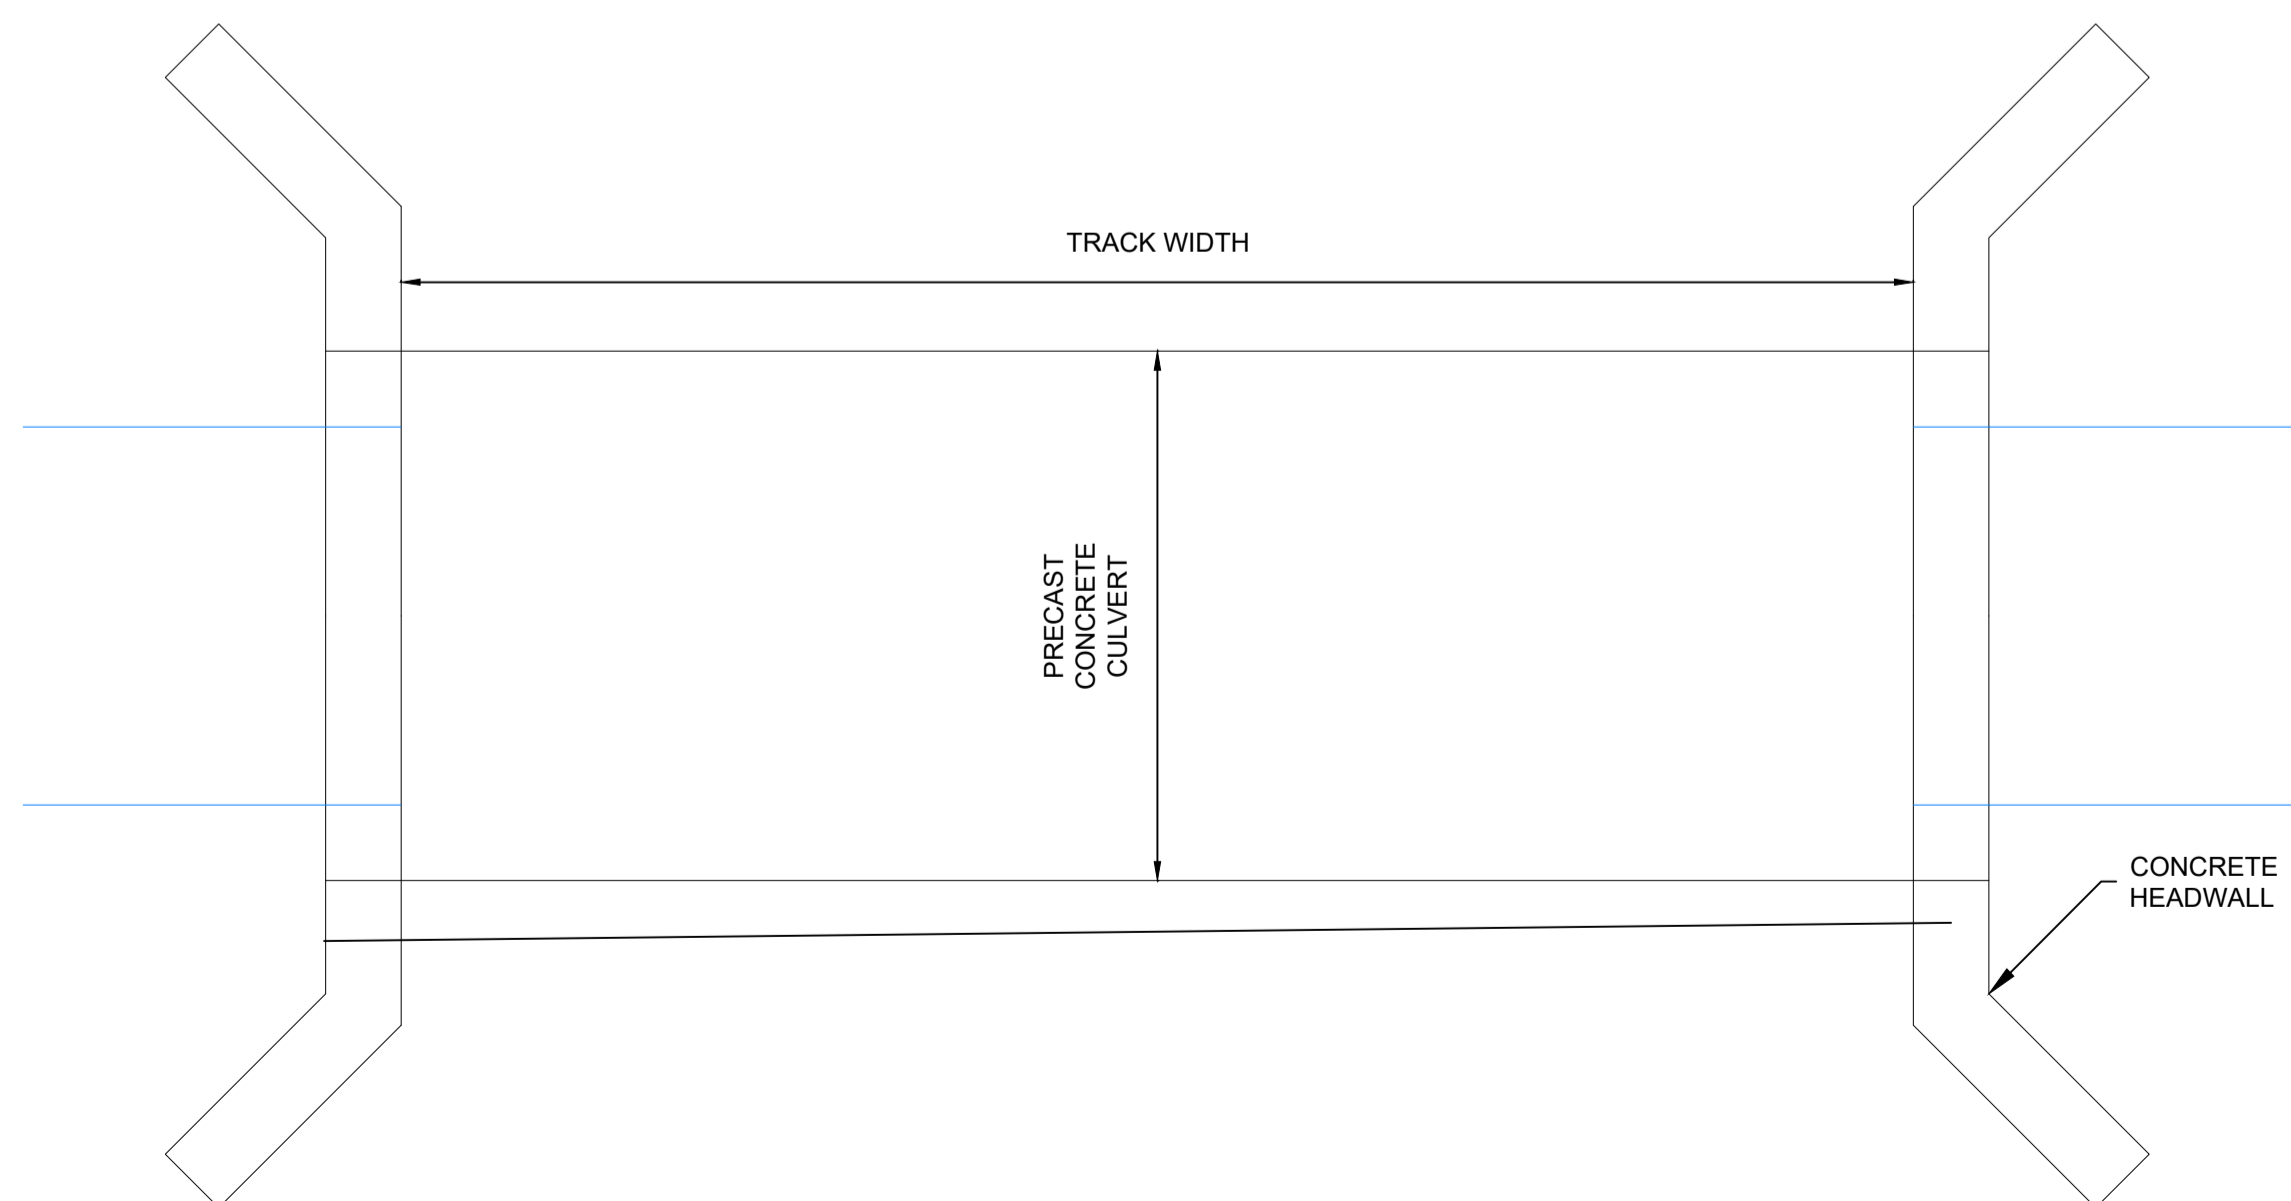 TRACK WIDTH
PRECAST
CONCRETE
CULVERT
CONCRETE
HEADWALL